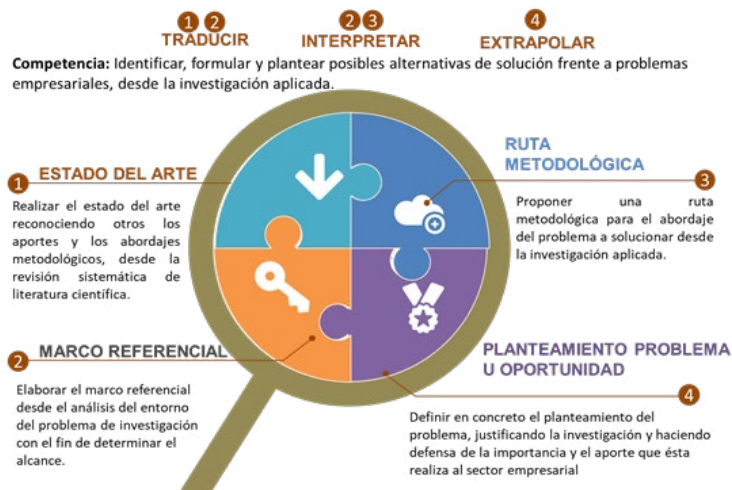 1 2 2 3 4
TRADUCIR INTERPRETAR EXTRAPOLAR
Competencia: Identificar, formular y plantear posibles alternativas de solución frente a problemas
empresariales, desde la investigación aplicada.
ESTADO DEL ARTE
1
Realizar el estado del arte
reconociendo otros los
aportes y los abordajes
metodológicos, desde la
revisión sistemática de
literatura científica.
RUTA
METODOLÓGICA
3
Proponer una ruta
metodológica para el abordaje
del problema a solucionar desde
la investigación aplicada.
MARCO REFERENCIAL
2
Elaborar el marco referencial
desde el análisis del entorno
del problema de investigación
con el fin de determinar el
alcance.
PLANTEAMIENTO PROBLEMA
U OPORTUNIDAD
4
Definir en concreto el planteamiento del
problema, justificando la investigación y haciendo
defensa de la importancia y el aporte que ésta
realiza al sector empresarial